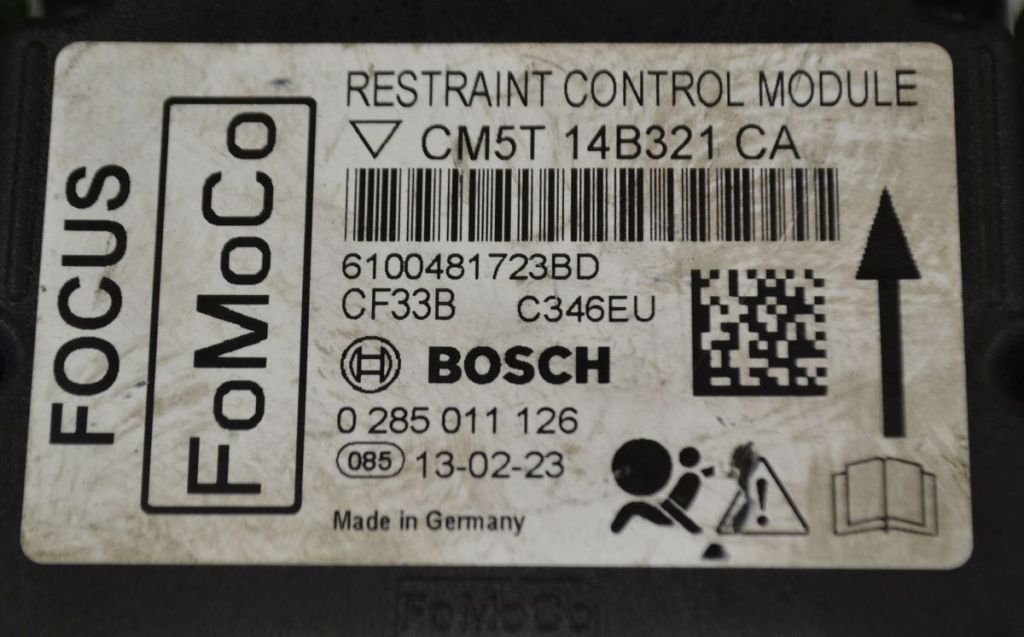 FOCUS
FoMoCo
RESTRAINT CONTROL MODULE
CM5T 14B321 CA
6100481723BD
CF33B C346EU
BOSCH
0 285 011 126
085 13-02-23
Made in Germany
FoMoCo